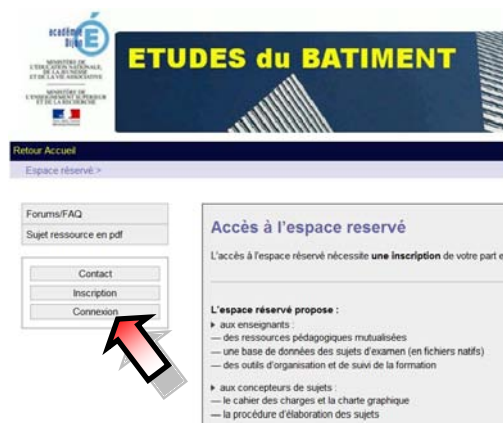 académie
Dijon
MINISTÈRE DE
L'ÉDUCATION NATIONALE,
DE LA JEUNESSE
ET DE LA VIE ASSOCIATIVE
MINISTÈRE DE
L'ENSEIGNEMENT SUPÉRIEUR
ET DE LA RECHERCHE
ETUDES du BATIMENT
Retour Accueil
Espace réservé >
Forums/FAQ
Sujet ressource en pdf
Contact
Inscription
Connexion
Accès à l'espace reservé
L'accès à l'espace réservé nécessite une inscription de votre part e
L'espace réservé propose :
aux enseignants :
— des ressources pédagogiques mutualisées
— une base de données des sujets d'examen (en fichiers natifs)
— des outils d'organisation et de suivi de la formation
aux concepteurs de sujets :
— le cahier des charges et la charte graphique
— la procédure d'élaboration des sujets